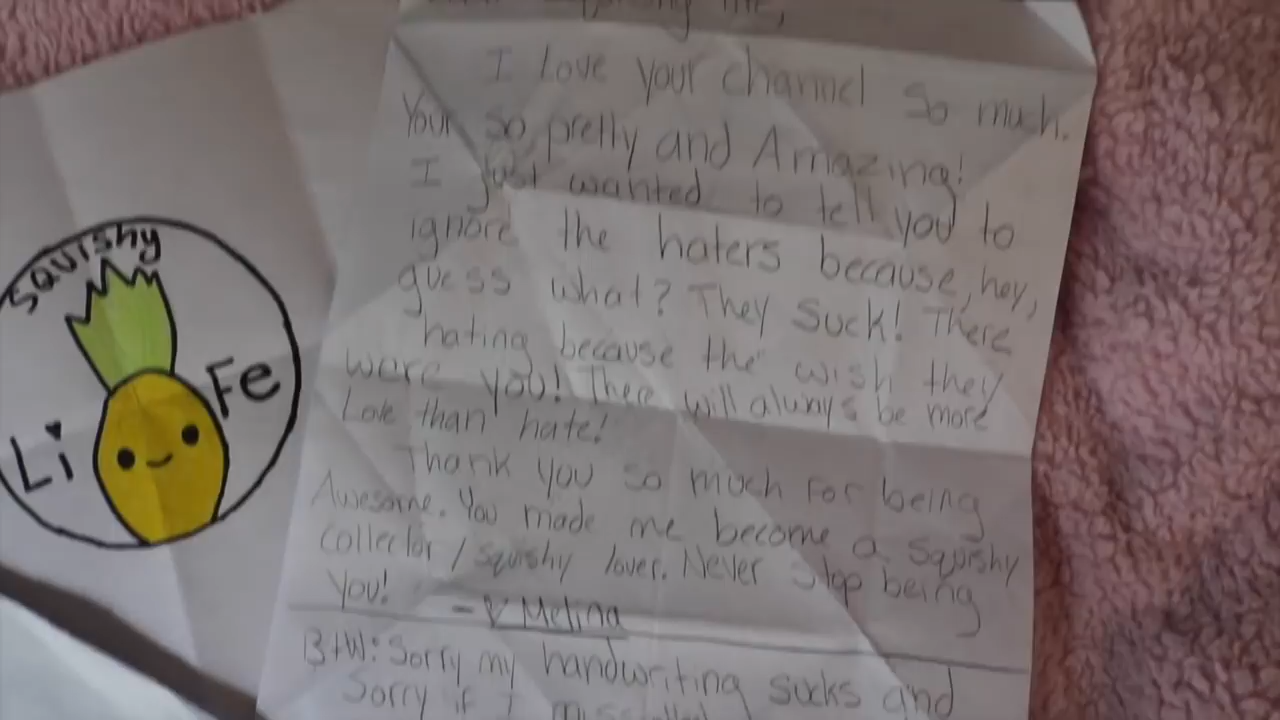 Squishy
Li Fe
I Love your channel so much.
Your so pretty and Amazing!
I just wanted to tell you to
ignore the haters because, hey,
guess what? They suck! There
hating because the wish they
were you! There will always be more
Love than hate!
Thank you so much for being
Awesome. You made me become a squishy
collector / squishy lover. Never stop being
you!
- ♡ Melina
BtW: Sorry my handwriting sucks and
Sorry if I